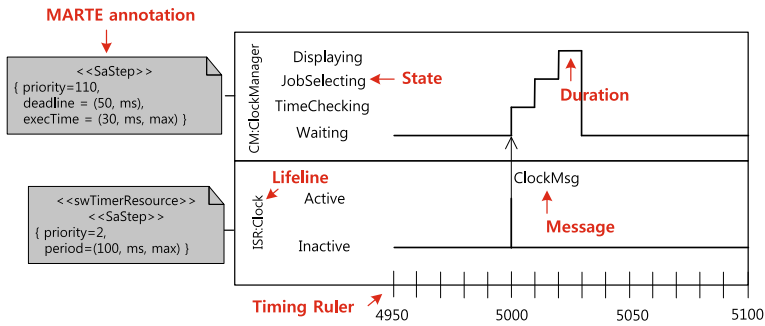 MARTE annotation
<<SaStep>>
{ priority=110,
deadline = (50, ms),
execTime = (30, ms, max) }
CM:ClockManager
Displaying
JobSelecting
State
TimeChecking
Duration
Waiting
<<swTimerResource>>
<<SaStep>>
{ priority=2,
period=(100, ms, max) }
ISR:Clock
Lifeline
ClockMsg
Active
Message
Inactive
Timing Ruler
4950 5000 5050 5100